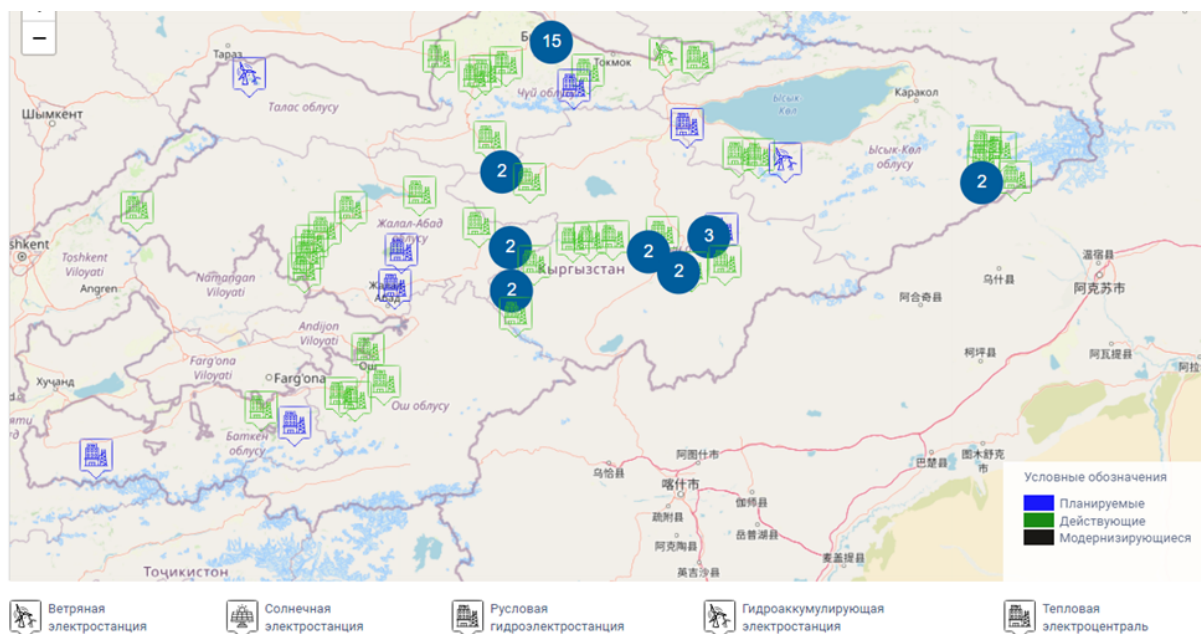 −
Тараз
15
Токмок
Чүй
Каракол
Шымкент
Талас облусу
Ысык-
Көл
Ысык-Көл
облусу
2
2
Жалал-Абад
облусу
Toshkent
Viloyati
Angren
Namangan
Viloyati
2
2
3
2
2
Кыргызстан
Andijon
Viloyati
Farg'ona
Viloyati
Farg'ona
Ош
Хучанд
Ош облусу
Баткен
облусу
温宿县
乌什县
阿克苏市
阿合奇县
柯坪县
阿瓦提县
乌恰县
阿图什市
喀什市
巴楚县
图木舒克
市
伽师县
疏附县
岳普湖县
阿克陶县
英吉沙县
麦盖提县
Тоҷикистон
Условные обозначения
Планируемые
Действующие
Модернизирующиеся
Ветряная
электростанция
Солнечная
электростанция
Русловая
гидроэлектростанция
Гидроаккумулирующая
электростанция
Тепловая
электроцентраль